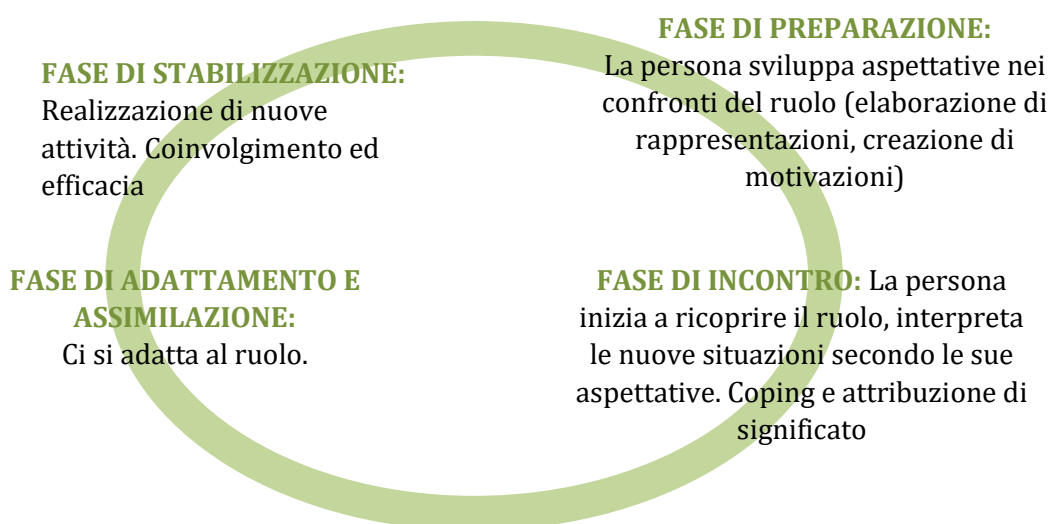 FASE DI PREPARAZIONE:
La persona sviluppa aspettative nei
confronti del ruolo (elaborazione di
rappresentazioni, creazione di
motivazioni)
FASE DI INCONTRO: La persona
inizia a ricoprire il ruolo, interpreta
le nuove situazioni secondo le sue
aspettative. Coping e attribuzione di
significato
FASE DI ADATTAMENTO E
ASSIMILAZIONE:
Ci si adatta al ruolo.
FASE DI STABILIZZAZIONE:
Realizzazione di nuove
attività. Coinvolgimento ed
efficacia